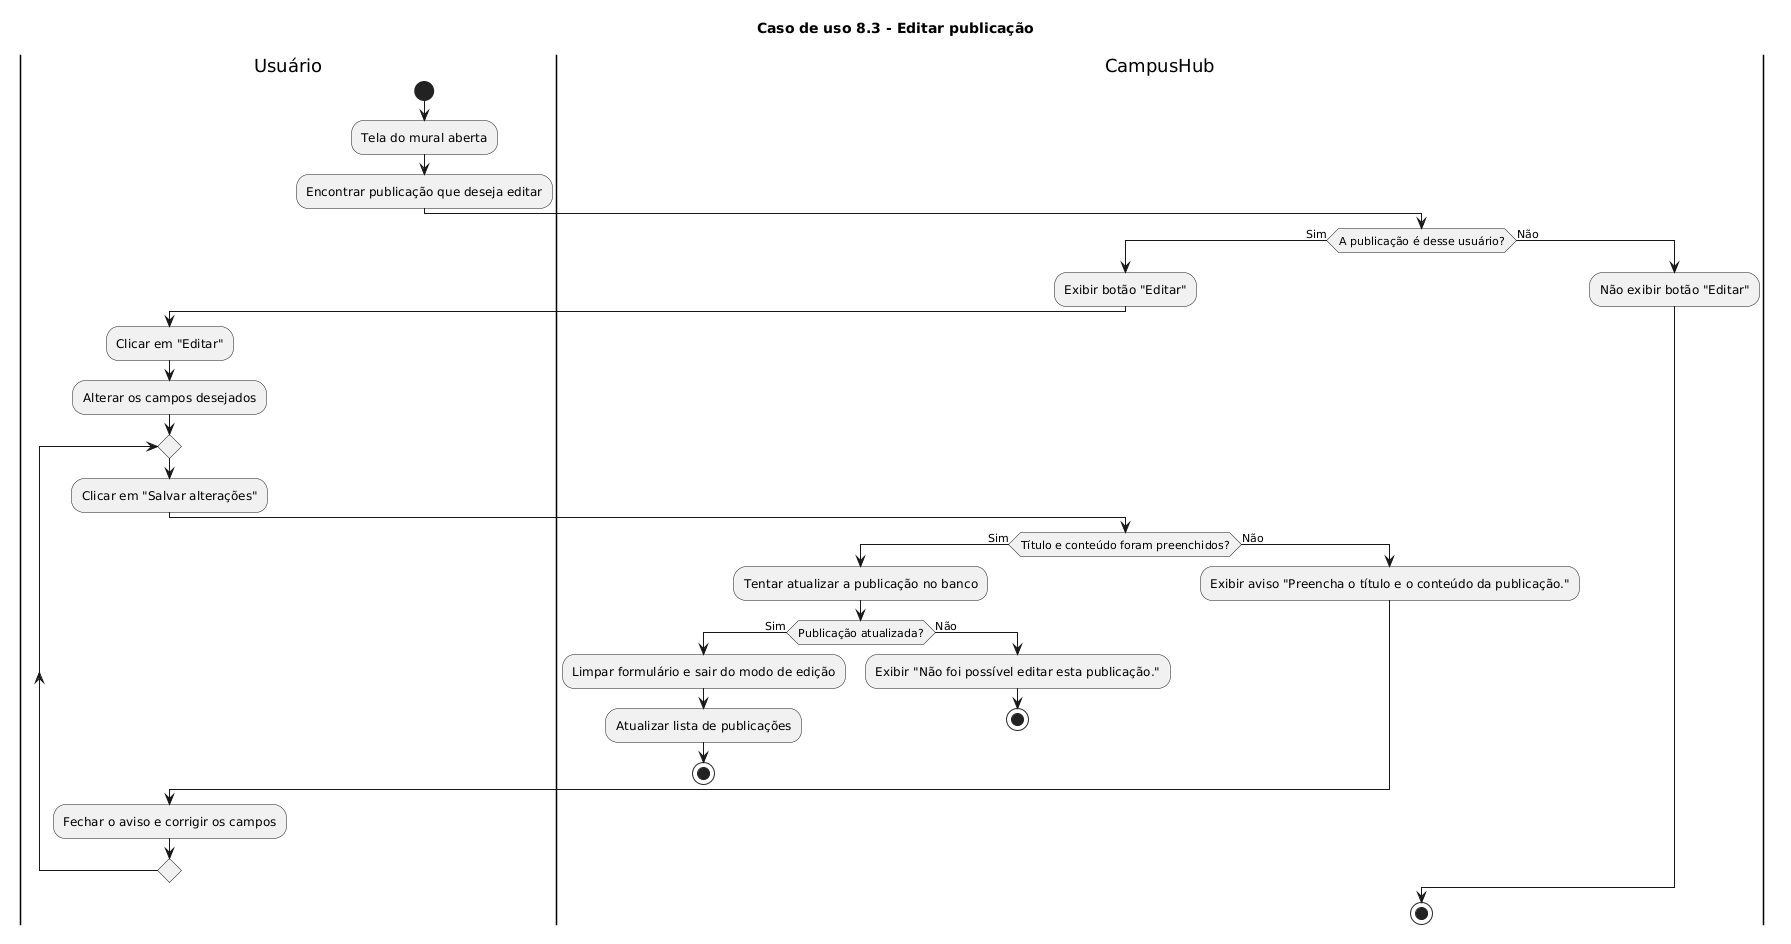 Caso de uso 8.3 - Editar publicação
Usuário
CampusHub
Tela do mural aberta
Encontrar publicação que deseja editar
A publicação é desse usuário?
Sim
Não
Exibir botão "Editar"
Não exibir botão "Editar"
Clicar em "Editar"
Alterar os campos desejados
Clicar em "Salvar alterações"
Título e conteúdo foram preenchidos?
Sim
Não
Tentar atualizar a publicação no banco
Exibir aviso "Preencha o título e o conteúdo da publicação."
Publicação atualizada?
Sim
Não
Limpar formulário e sair do modo de edição
Exibir "Não foi possível editar esta publicação."
Atualizar lista de publicações
Fechar o aviso e corrigir os campos